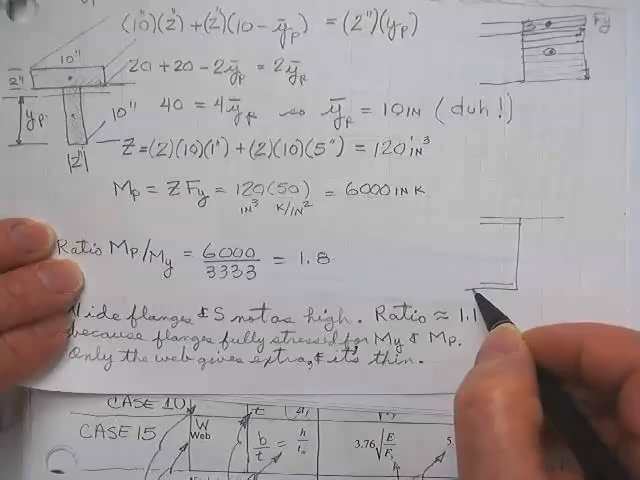 (10")(2") + (2")(10 - ȳp) = (2")(yp)
Fy
10"
2"
20 + 20 - 2ȳp = 2ȳp
yp
10"
40 = 4ȳp so ȳp = 10 IN (duh!)
|2"|
Z = (2)(10)(1") + (2)(10)(5") = 120 IN³
Mp = Z Fy = 120 (50) = 6000 IN K
IN³ K/IN²
Ratio Mp/My = 6000/3333 = 1.8
Wide flanges & S not as high. Ratio ≈ 1.1
because flanges fully stressed for My & Mp.
Only the web gives extra, & it's thin.
CASE 10
t
CASE 15
W
Web
b/t = h/
3.76 √E/F
5.